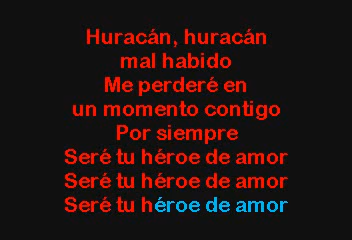 Huracán, huracán
mal habido
Me perderé en
un momento contigo
Por siempre
Seré tu héroe de amor
Seré tu héroe de amor
Seré tu héroe de amor